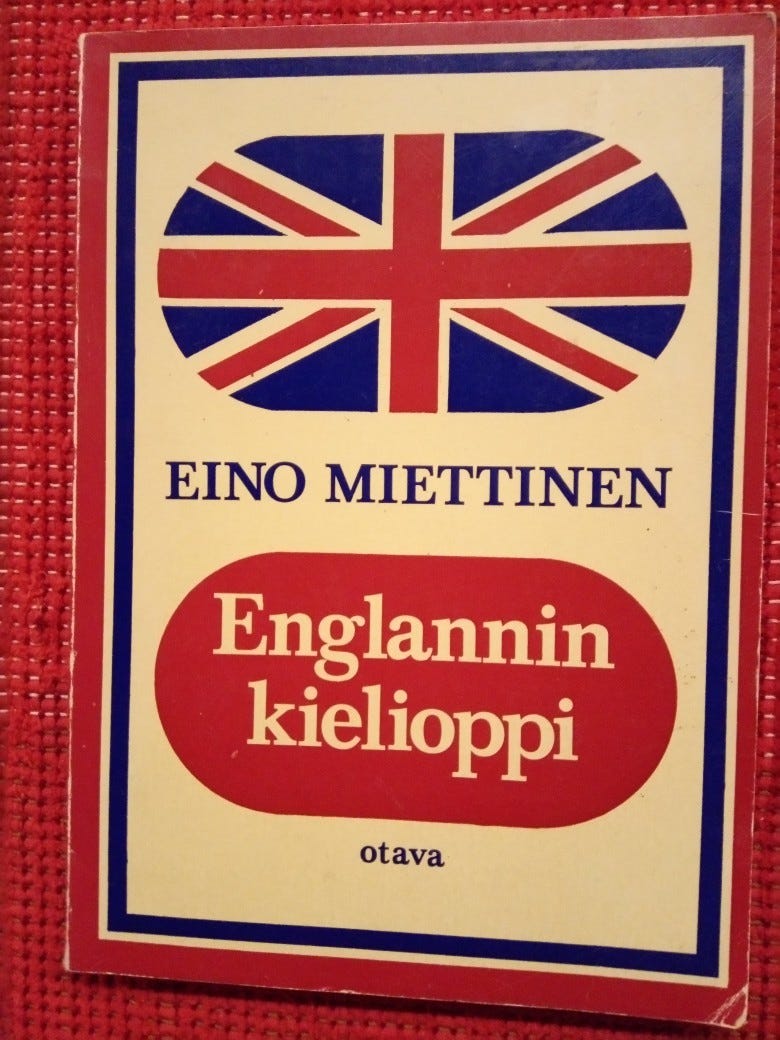 EINO MIETTINEN
Englannin
kielioppi
otava